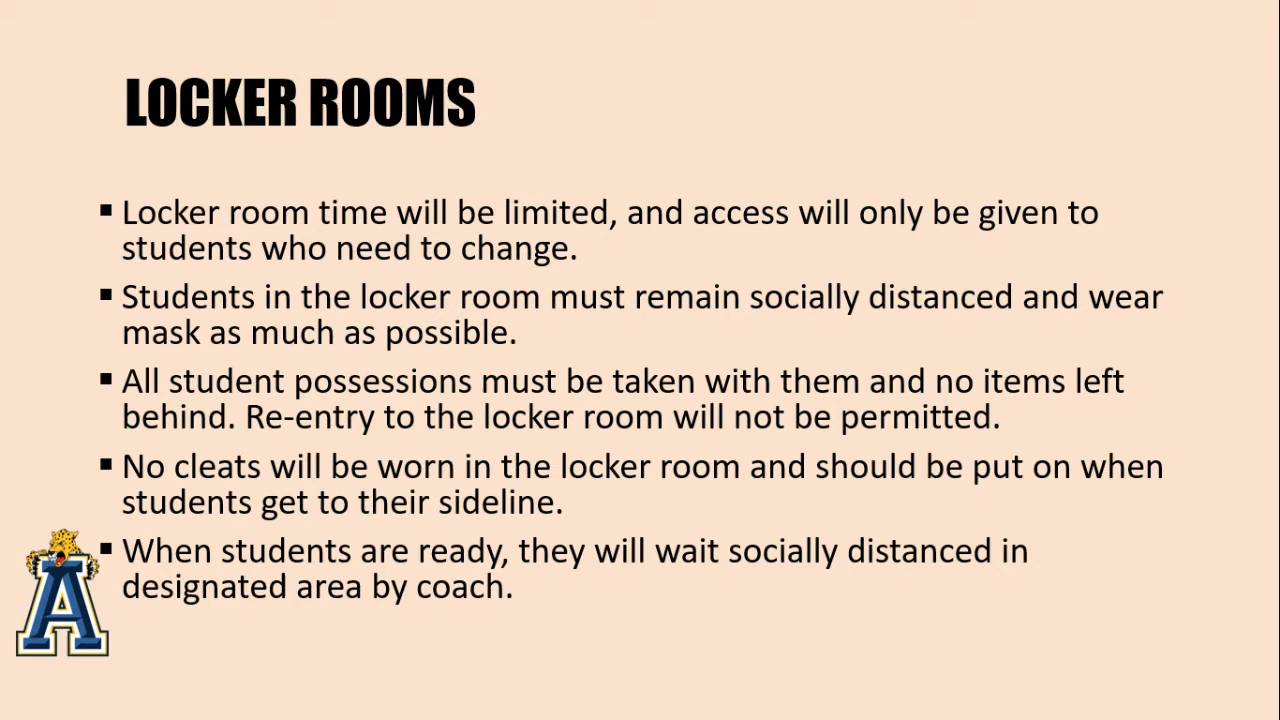 LOCKER ROOMS
▪ Locker room time will be limited, and access will only be given to
students who need to change.
▪ Students in the locker room must remain socially distanced and wear
mask as much as possible.
▪ All student possessions must be taken with them and no items left
behind. Re-entry to the locker room will not be permitted.
▪ No cleats will be worn in the locker room and should be put on when
students get to their sideline.
▪ When students are ready, they will wait socially distanced in
designated area by coach.
A